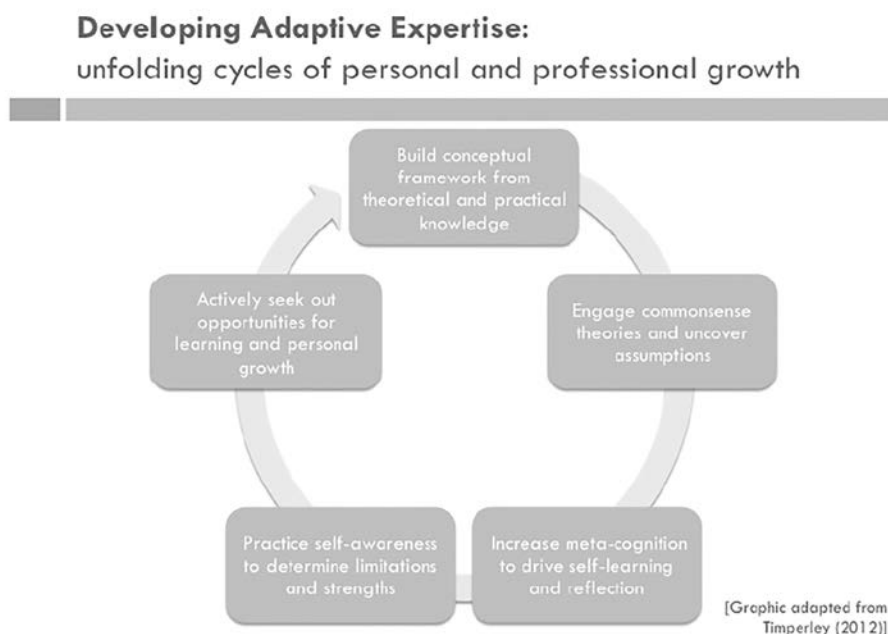 Developing Adaptive Expertise:
unfolding cycles of personal and professional growth
Build conceptual
framework from
theoretical and practical
knowledge
Engage commonsense
theories and uncover
assumptions
Increase meta-cognition
to drive self-learning
and reflection
Practice self-awareness
to determine limitations
and strengths
Actively seek out
opportunities for
learning and personal
growth
[Graphic adapted from
Timperley (2012)]